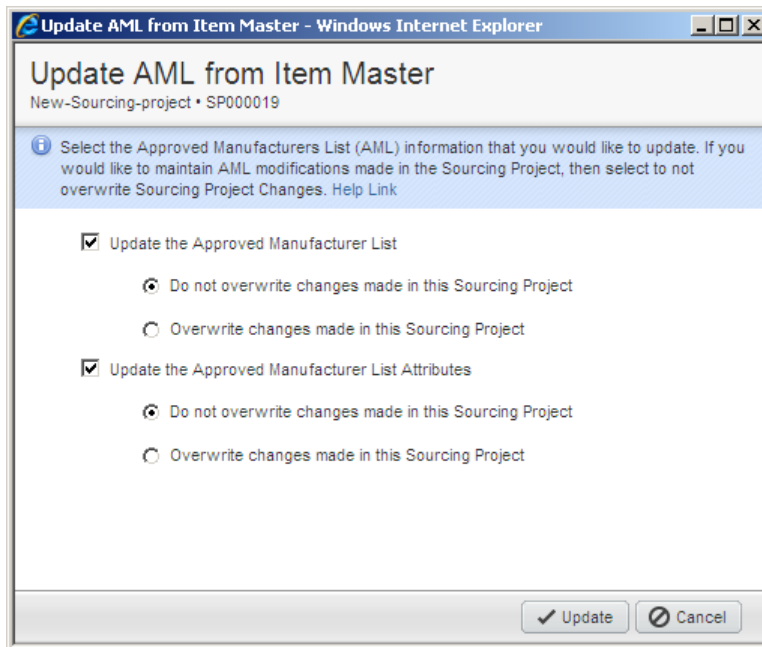 Update AML from Item Master - Windows Internet Explorer
Update AML from Item Master
New-Sourcing-project • SP000019
Select the Approved Manufacturers List (AML) information that you would like to update. If you
would like to maintain AML modifications made in the Sourcing Project, then select to not
overwrite Sourcing Project Changes. Help Link
Update the Approved Manufacturer List
Do not overwrite changes made in this Sourcing Project
Overwrite changes made in this Sourcing Project
Update the Approved Manufacturer List Attributes
Do not overwrite changes made in this Sourcing Project
Overwrite changes made in this Sourcing Project
Update Cancel